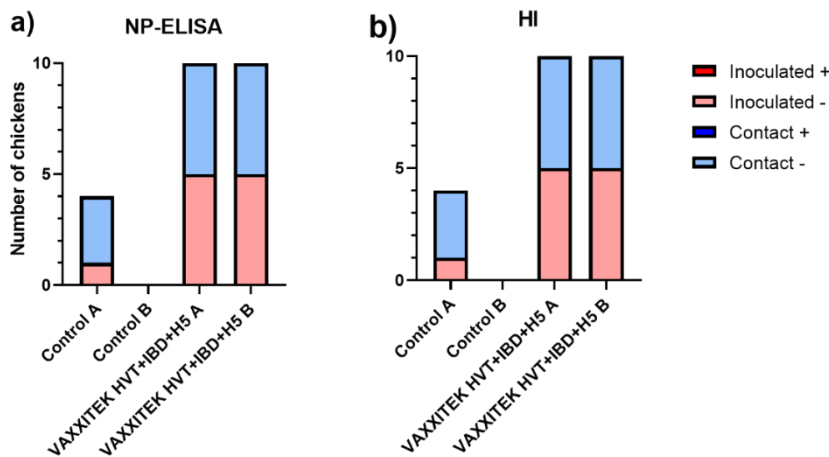 a)
NP-ELISA
Number of chickens
10
5
0
Control A
Control B
VAXXITEK HVT+IBD+H5 A
VAXXITEK HVT+IBD+H5 B
b)
HI
10
5
0
Control A
Control B
VAXXITEK HVT+IBD+H5 A
VAXXITEK HVT+IBD+H5 B
Inoculated +
Inoculated -
Contact +
Contact -